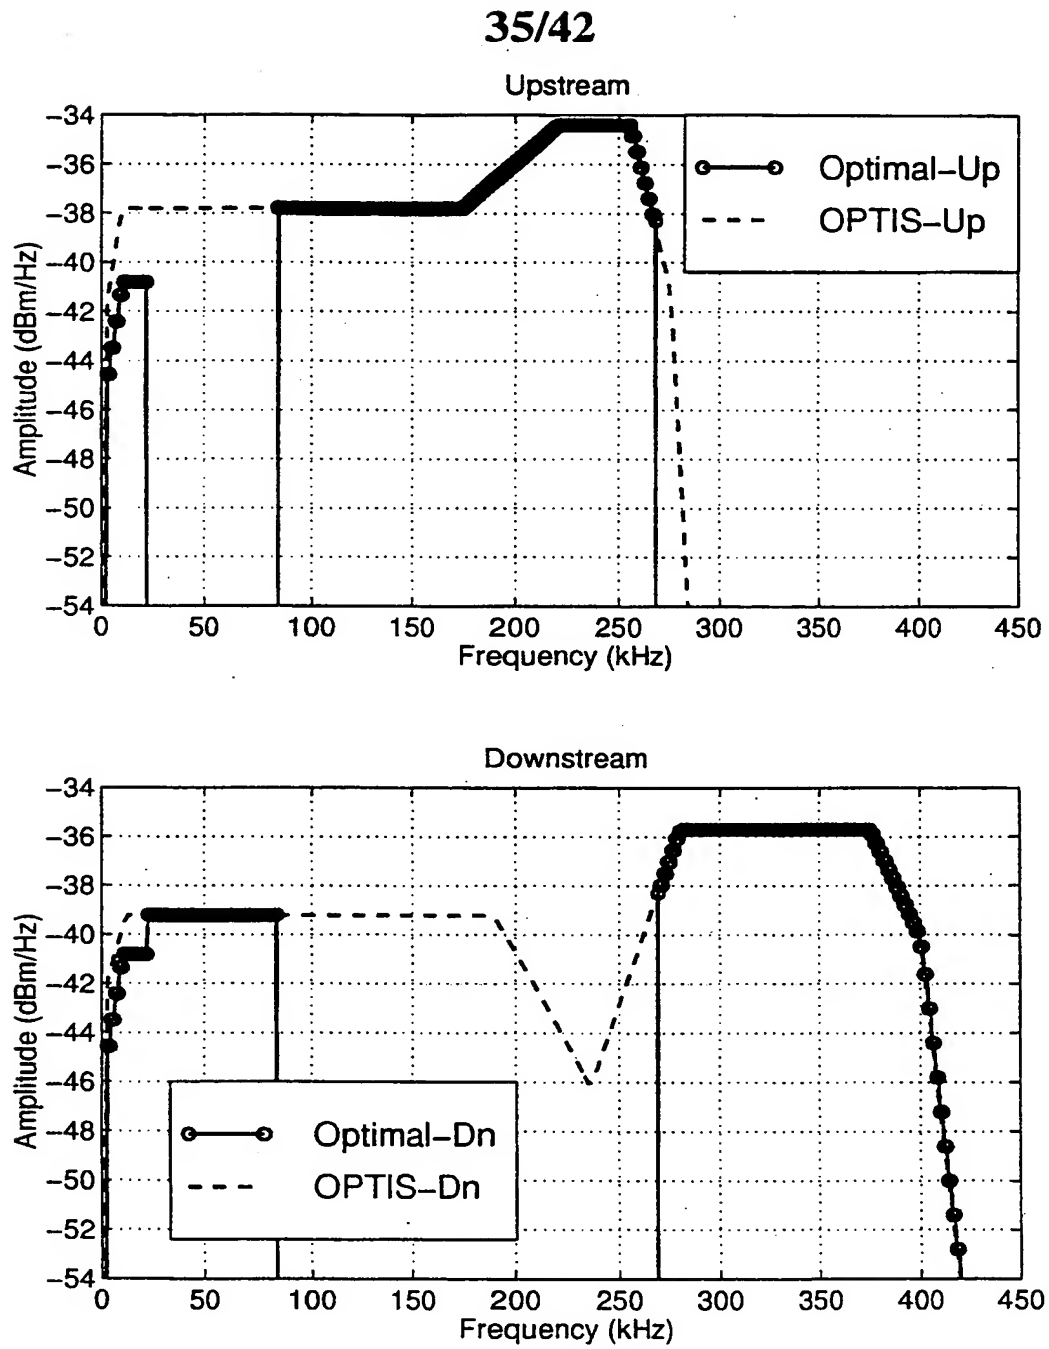 35/42
Upstream
Amplitude (dBm/Hz)
−34
−36
−38
−40
−42
−44
−46
−48
−50
−52
−54
Optimal−Up
OPTIS−Up
0 50 100 150 200 250 300 350 400 450
Frequency (kHz)
Downstream
Amplitude (dBm/Hz)
−34
−36
−38
−40
−42
−44
−46
−48
−50
−52
−54
Optimal−Dn
OPTIS−Dn
0 50 100 150 200 250 300 350 400 450
Frequency (kHz)